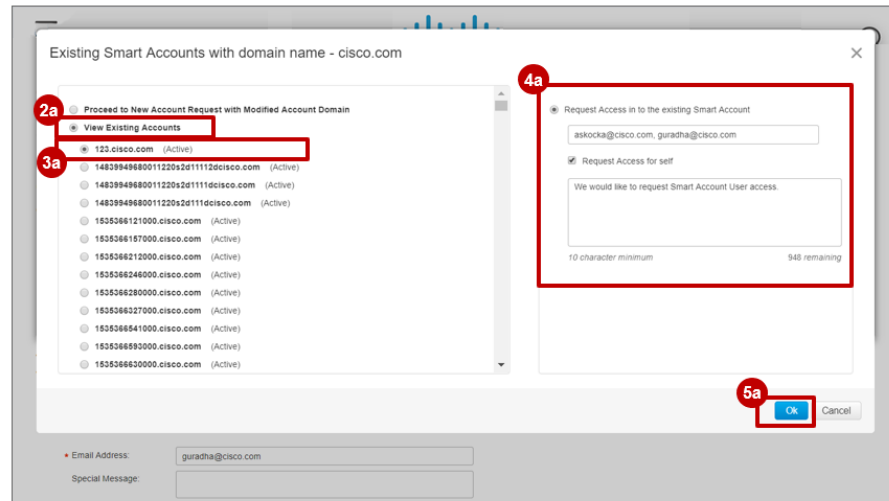 Existing Smart Accounts with domain name - cisco.com
2a
Proceed to New Account Request with Modified Account Domain
View Existing Accounts
3a
123.cisco.com (Active)
14839949680011220s2d11112dcisco.com (Active)
14839949680011220s2d1111dcisco.com (Active)
14839949680011220s2d111dcisco.com (Active)
1535366121000.cisco.com (Active)
1535366157000.cisco.com (Active)
1535366212000.cisco.com (Active)
1535366246000.cisco.com (Active)
1535366280000.cisco.com (Active)
1535366327000.cisco.com (Active)
1535366541000.cisco.com (Active)
1535366593000.cisco.com (Active)
1535366630000.cisco.com (Active)
4a
Request Access in to the existing Smart Account
askocka@cisco.com, guradha@cisco.com
Request Access for self
We would like to request Smart Account User access.
10 character minimum 948 remaining
5a
Ok Cancel
Email Address: guradha@cisco.com
Special Message: